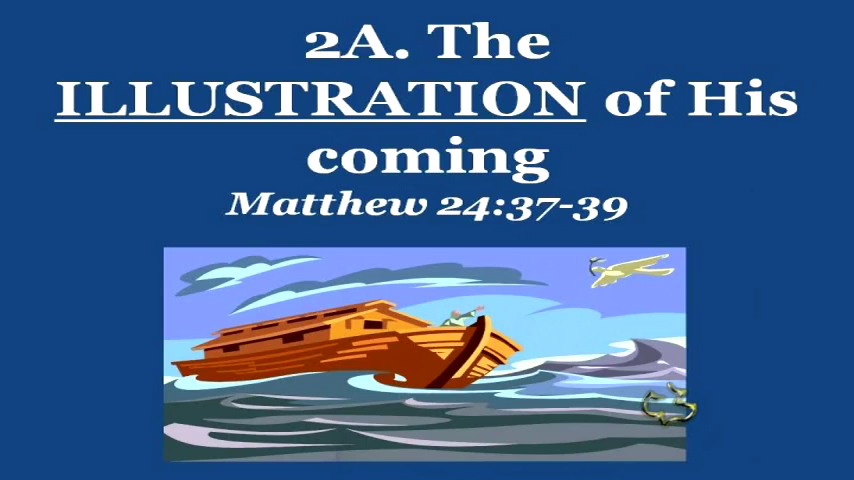 2A. The
ILLUSTRATION of His
coming
Matthew 24:37-39